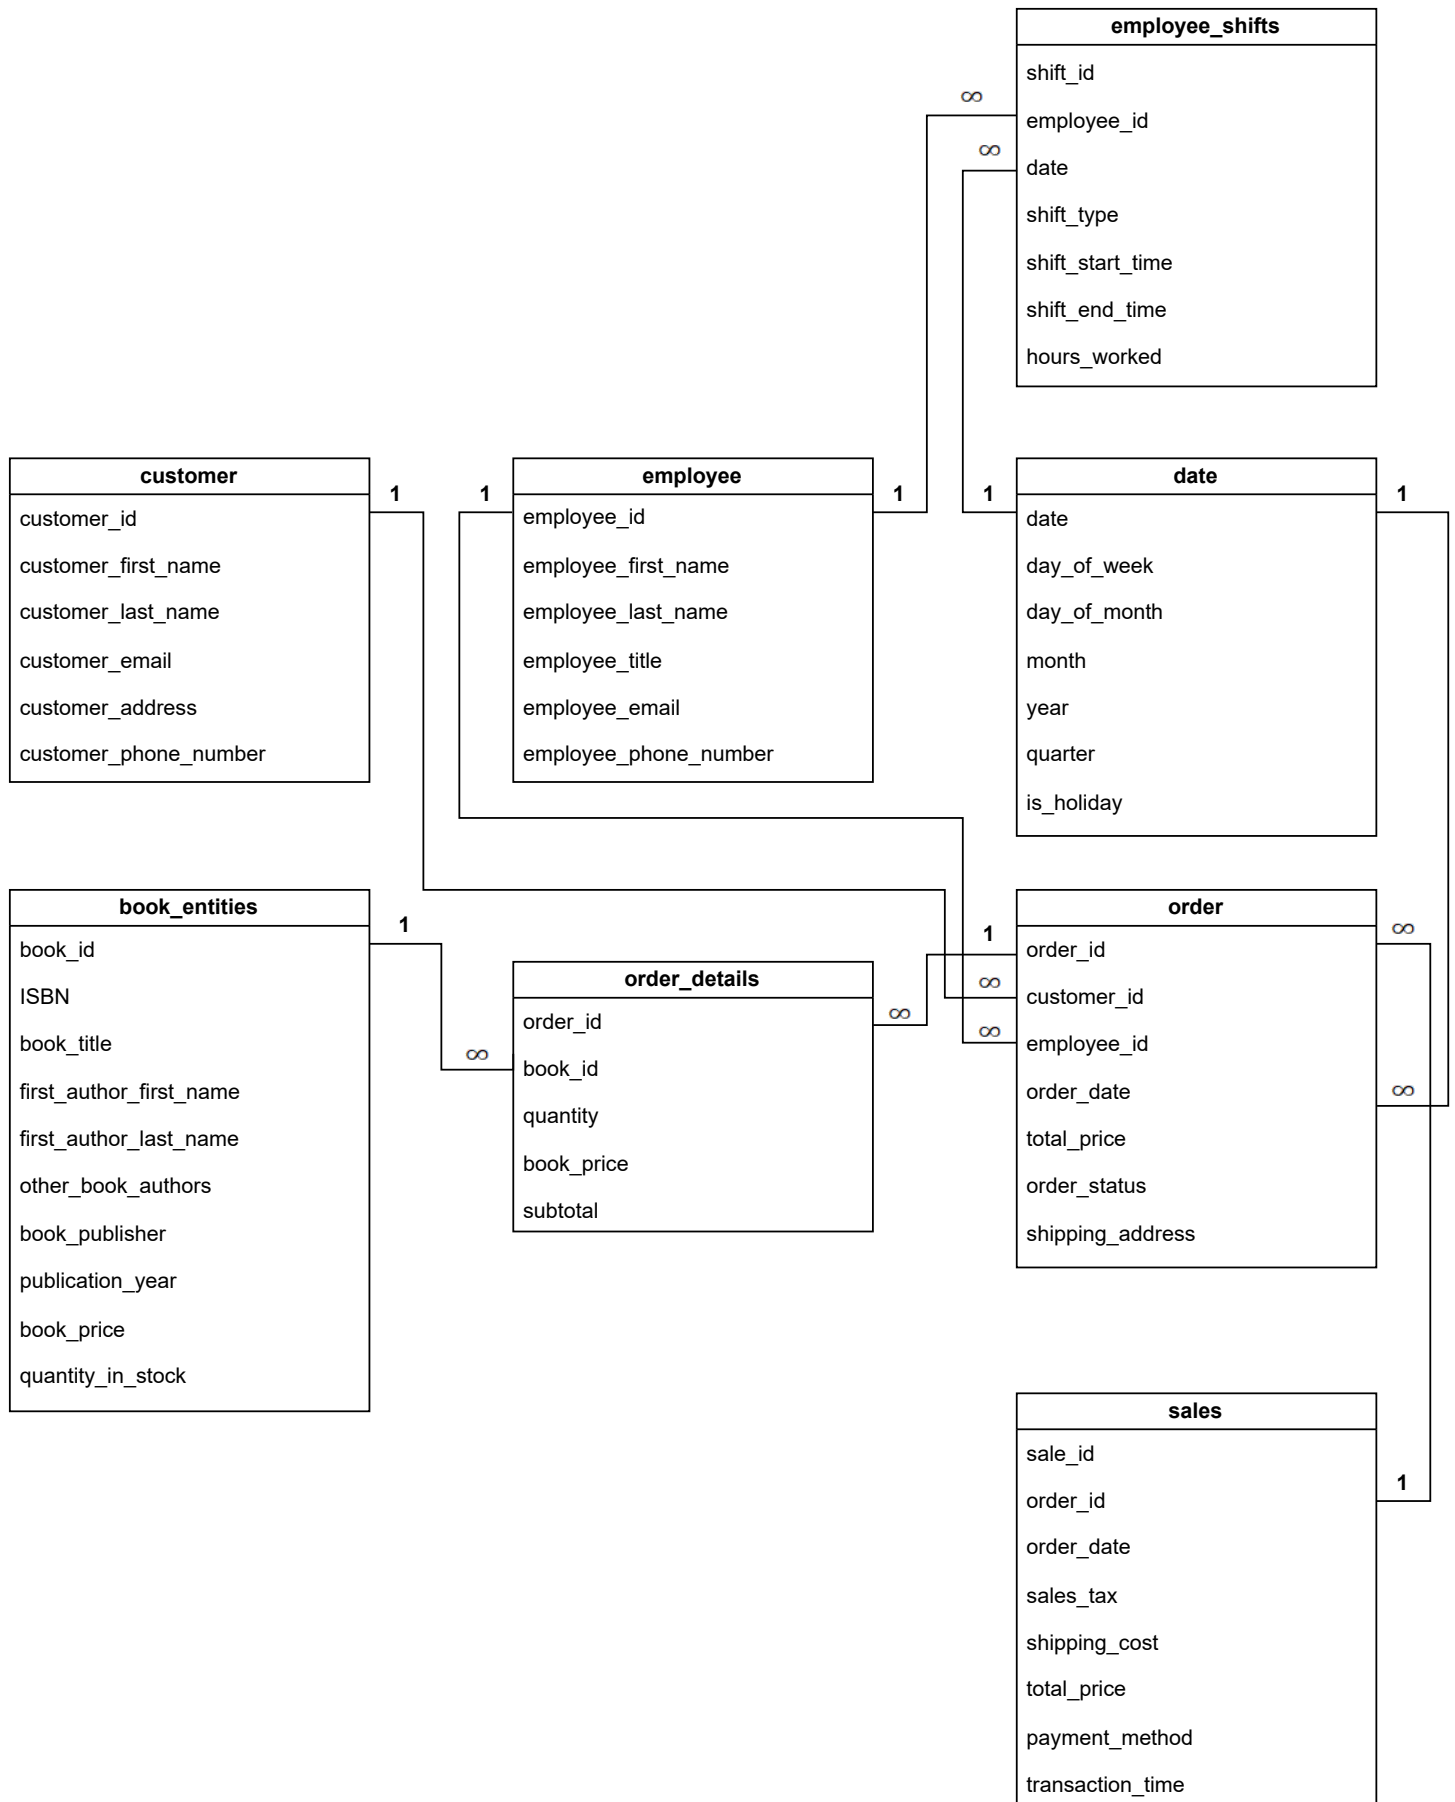 employee_shifts
shift_id
∞
employee_id
∞
date
shift_type
shift_start_time
shift_end_time
hours_worked
customer
1
customer_id
customer_first_name
customer_last_name
customer_email
customer_address
customer_phone_number
employee
1
1
employee_id
employee_first_name
employee_last_name
employee_title
employee_email
employee_phone_number
date
1
1
date
day_of_week
day_of_month
month
year
quarter
is_holiday
book_entities
1
book_id
ISBN
book_title
first_author_first_name
first_author_last_name
other_book_authors
book_publisher
publication_year
book_price
quantity_in_stock
order_details
∞
order_id
∞
book_id
quantity
book_price
subtotal
order
1
∞
order_id
∞
customer_id
∞
employee_id
order_date
∞
total_price
order_status
shipping_address
sales
sale_id
1
order_id
order_date
sales_tax
shipping_cost
total_price
payment_method
transaction_time